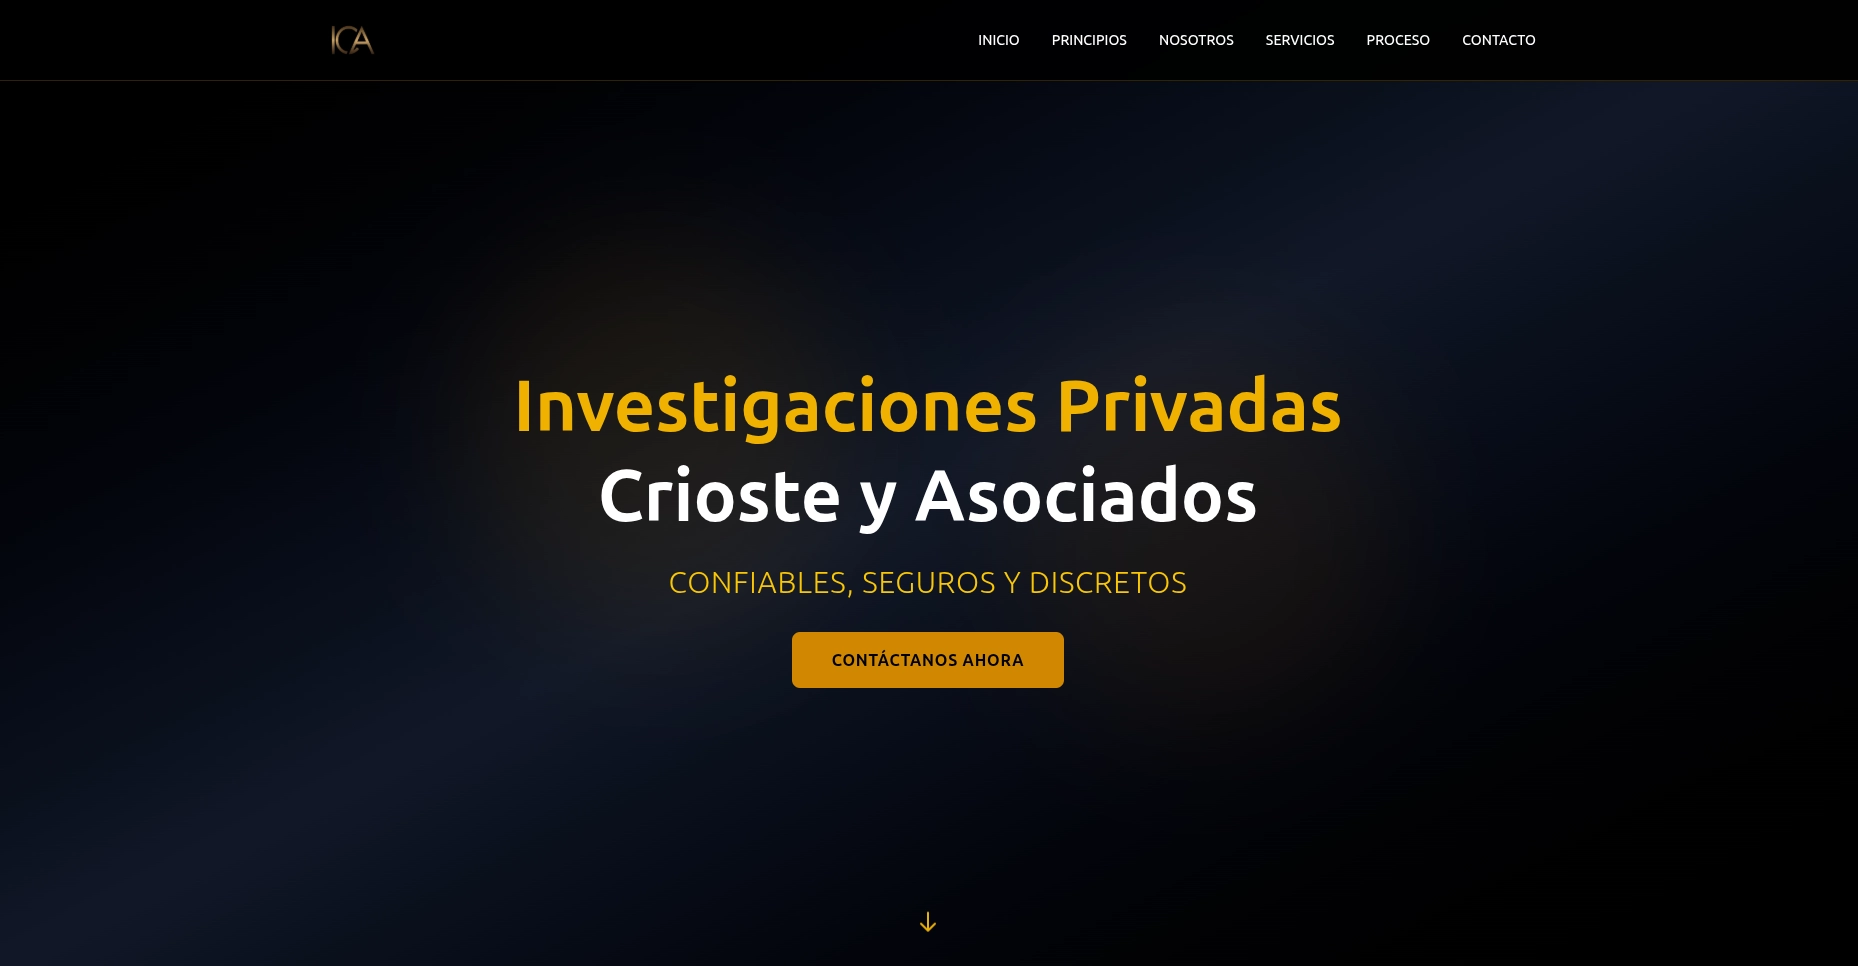 ICA
INICIO PRINCIPIOS NOSOTROS SERVICIOS PROCESO CONTACTO
Investigaciones Privadas
Crioste y Asociados
CONFIABLES, SEGUROS Y DISCRETOS
CONTÁCTANOS AHORA